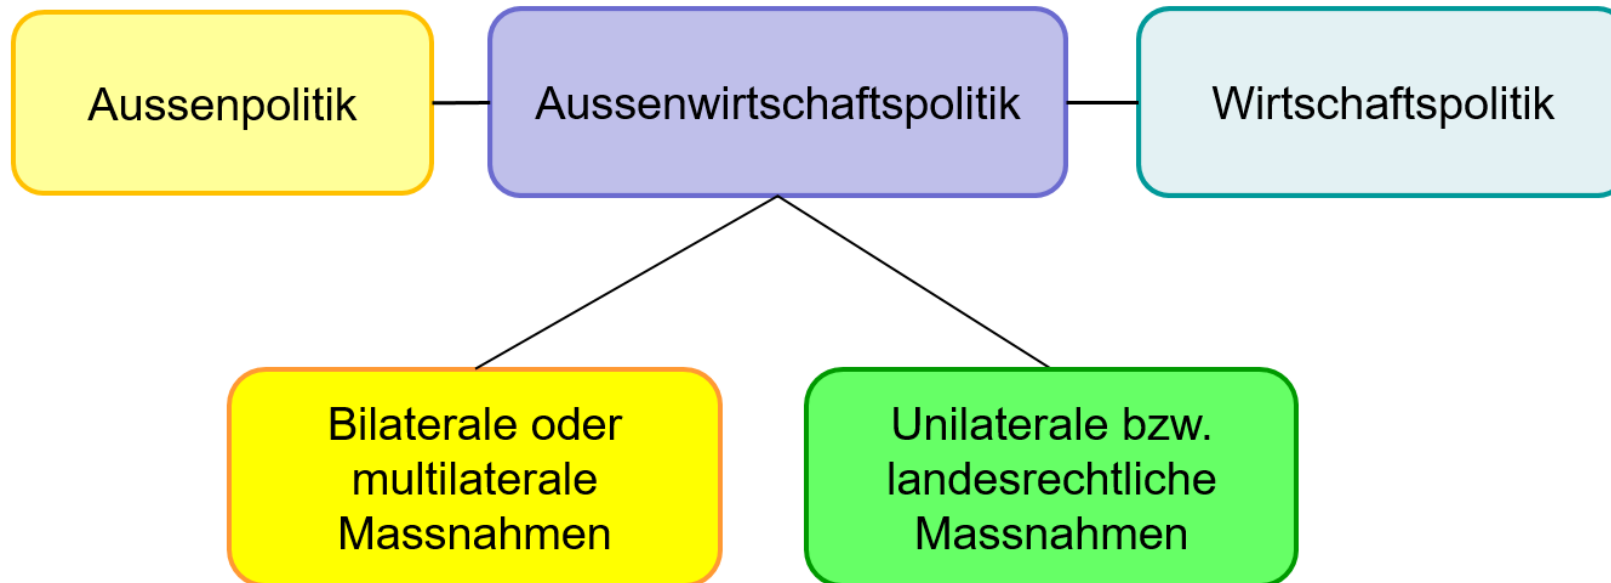 Aussenpolitik
Aussenwirtschaftspolitik
Wirtschaftspolitik
Bilaterale oder
multilaterale
Massnahmen
Unilaterale bzw.
landesrechtliche
Massnahmen